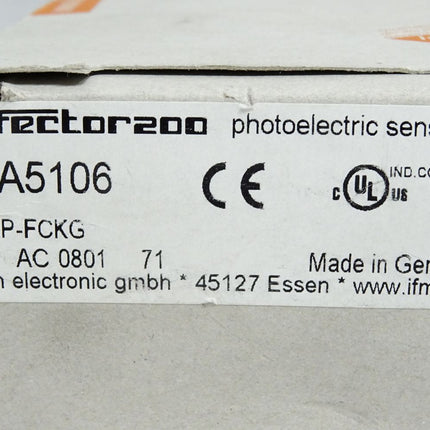 fector200 photoelectric sens
A5106 CE C UL US IND.CO
P-FCKG
AC 0801 71 Made in Ger
n electronic gmbh * 45127 Essen * www.ifm